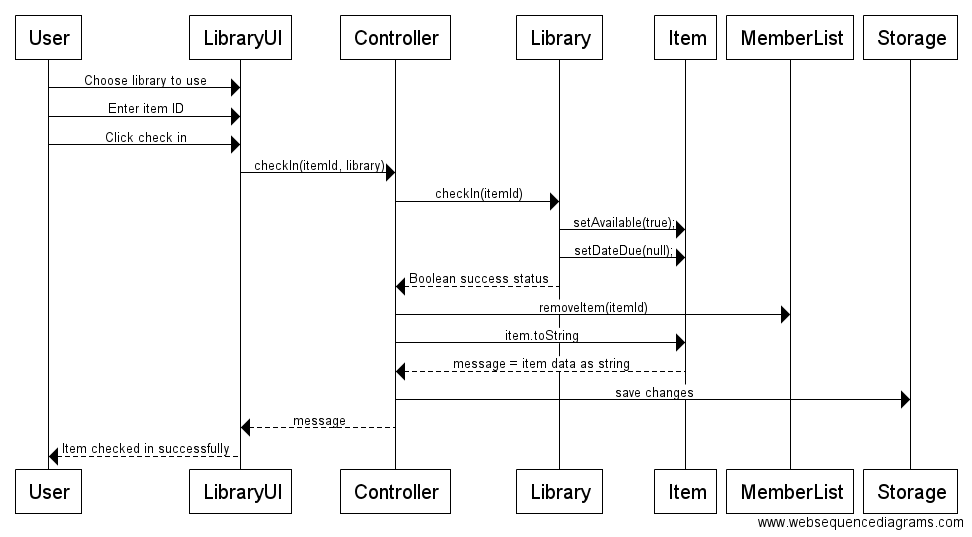 User LibraryUI Controller Library Item MemberList Storage
Choose library to use
Enter item ID
Click check in
checkIn(itemId, library)
checkIn(itemId)
setAvailable(true);
setDateDue(null);
Boolean success status
removeItem(itemId)
item.toString
message = item data as string
save changes
message
Item checked in successfully
User LibraryUI Controller Library Item MemberList Storage
www.websequencediagrams.com